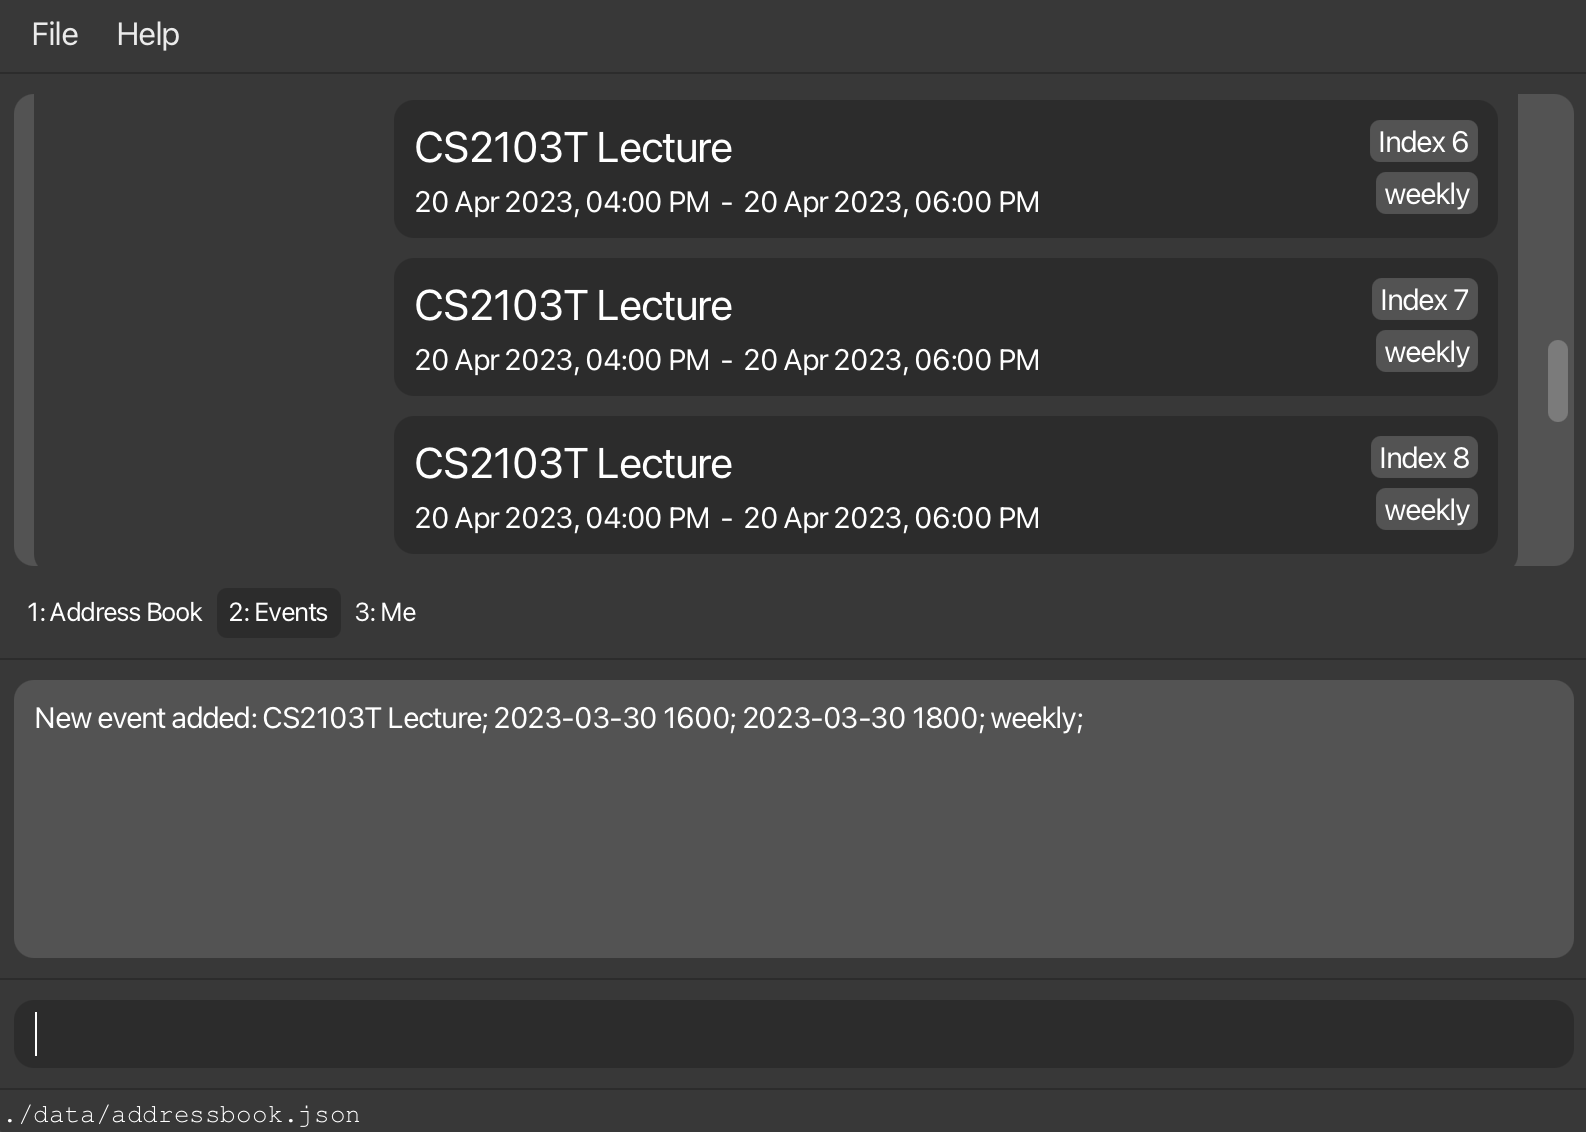 File Help
CS2103T Lecture Index 6
20 Apr 2023, 04:00 PM - 20 Apr 2023, 06:00 PM weekly
CS2103T Lecture Index 7
20 Apr 2023, 04:00 PM - 20 Apr 2023, 06:00 PM weekly
CS2103T Lecture Index 8
20 Apr 2023, 04:00 PM - 20 Apr 2023, 06:00 PM weekly
1: Address Book 2: Events 3: Me
New event added: CS2103T Lecture; 2023-03-30 1600; 2023-03-30 1800; weekly;
./data/addressbook.json